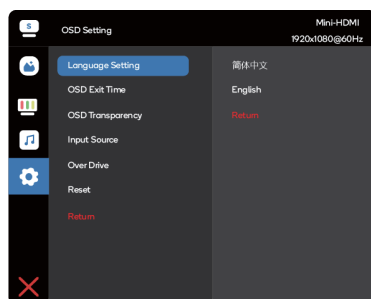 S
OSD Setting
Mini-HDMI
1920x1080@60Hz
Language Setting
简体中文
OSD Exit Time
English
OSD Transparency
Return
Input Source
Over Drive
Reset
Return